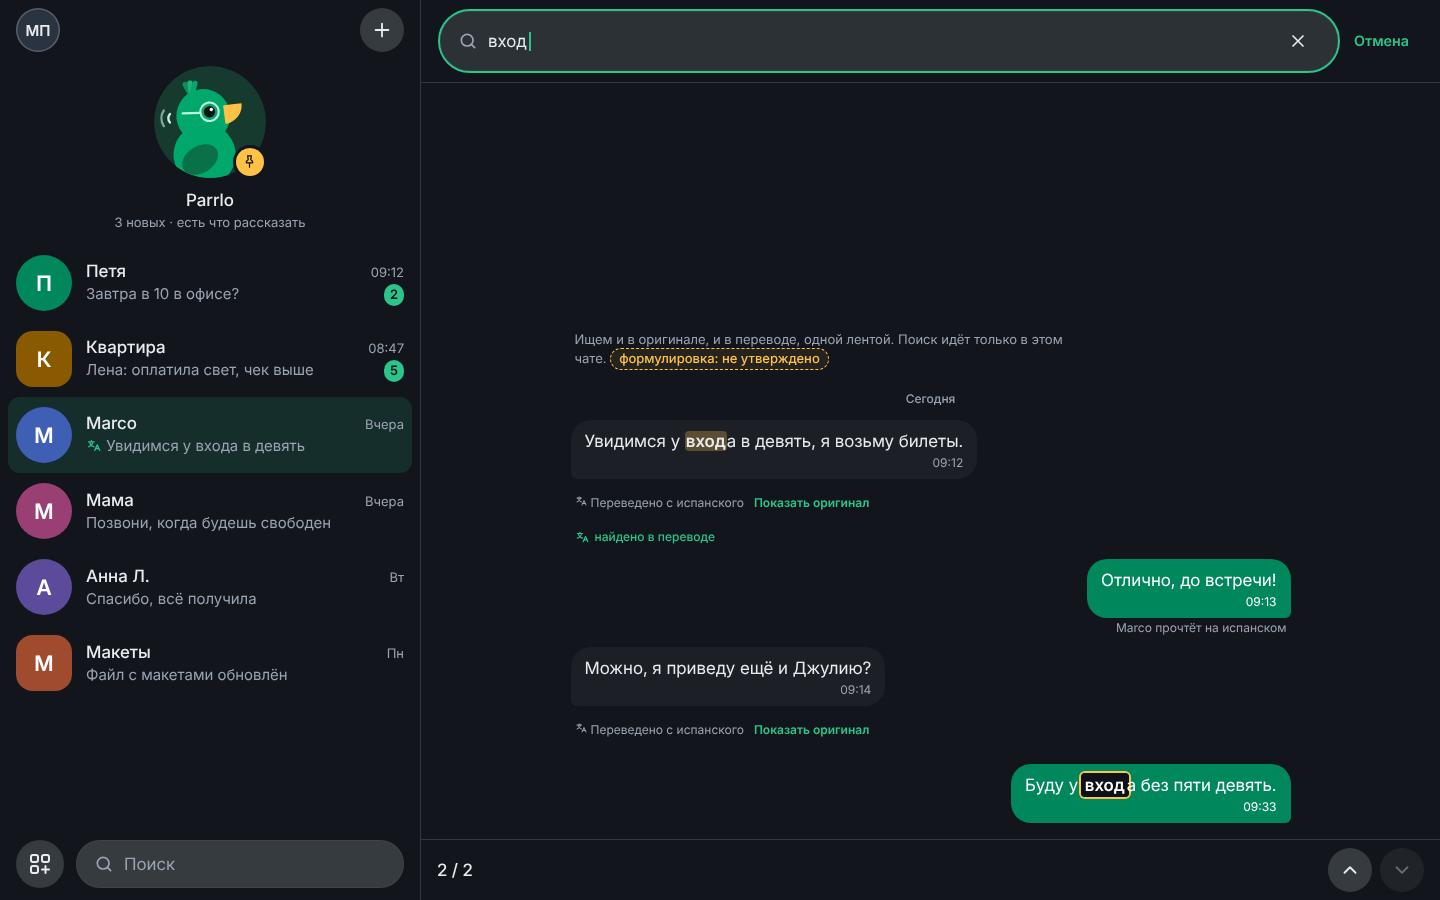 МП
Parrlo
3 новых · есть что рассказать
П
Петя
09:12
Завтра в 10 в офисе?
2
К
Квартира
08:47
Лена: оплатила свет, чек выше
5
M
Marco
Вчера
Увидимся у входа в девять
М
Мама
Вчера
Позвони, когда будешь свободен
А
Анна Л.
Вт
Спасибо, всё получила
М
Макеты
Пн
Файл с макетами обновлён
Поиск
вход
Отмена
Ищем и в оригинале, и в переводе, одной лентой. Поиск идёт только в этом
чате. формулировка: не утверждено
Сегодня
Увидимся у входа в девять, я возьму билеты.
09:12
Переведено с испанского Показать оригинал
найдено в переводе
Отлично, до встречи!
09:13
Marco прочтёт на испанском
Можно, я приведу ещё и Джулию?
09:14
Переведено с испанского Показать оригинал
Буду у входа без пяти девять.
09:33
2 / 2